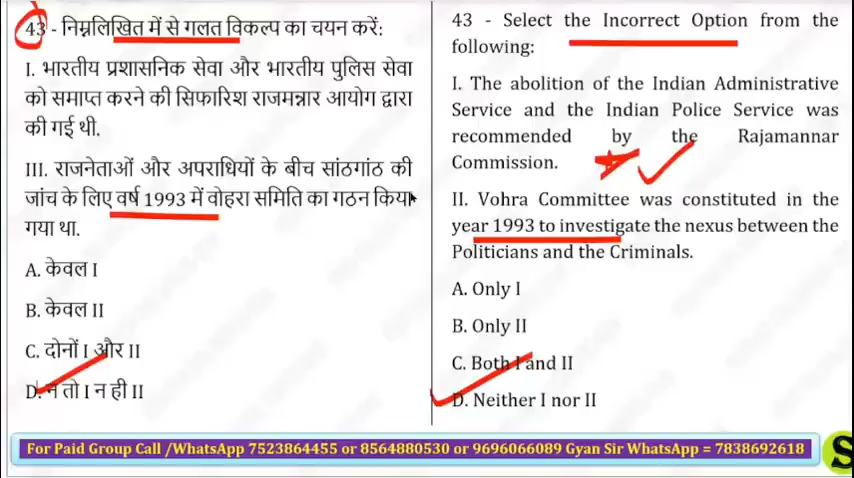 43 - निम्नलिखित में से गलत विकल्प का चयन करें:
I. भारतीय प्रशासनिक सेवा और भारतीय पुलिस सेवा
को समाप्त करने की सिफारिश राजमन्नार आयोग द्वारा
की गई थी.
III. राजनेताओं और अपराधियों के बीच सांठगांठ की
जांच के लिए वर्ष 1993 में वोहरा समिति का गठन किया
गया था.
A. केवल I
B. केवल II
C. दोनों I और II
D. न तो I न ही II
43 - Select the Incorrect Option from the
following:
I. The abolition of the Indian Administrative
Service and the Indian Police Service was
recommended by the Rajamannar
Commission.
II. Vohra Committee was constituted in the
year 1993 to investigate the nexus between the
Politicians and the Criminals.
A. Only I
B. Only II
C. Both I and II
D. Neither I nor II
For Paid Group Call /WhatsApp 7523864455 or 8564880530 or 9696066089 Gyan Sir WhatsApp = 7838692618
S